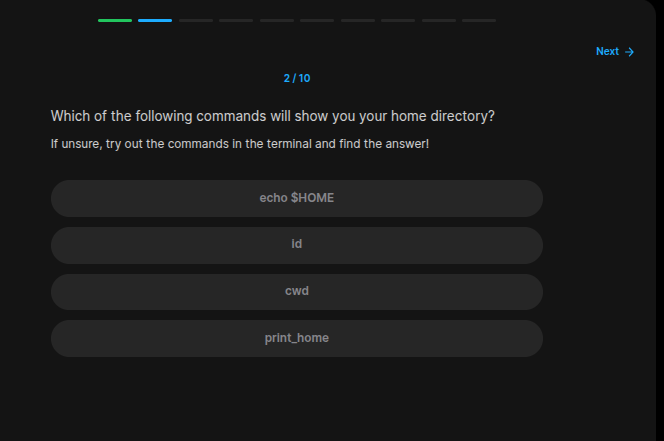 Next →
2 / 10
Which of the following commands will show you your home directory?
If unsure, try out the commands in the terminal and find the answer!
echo $HOME
id
cwd
print_home